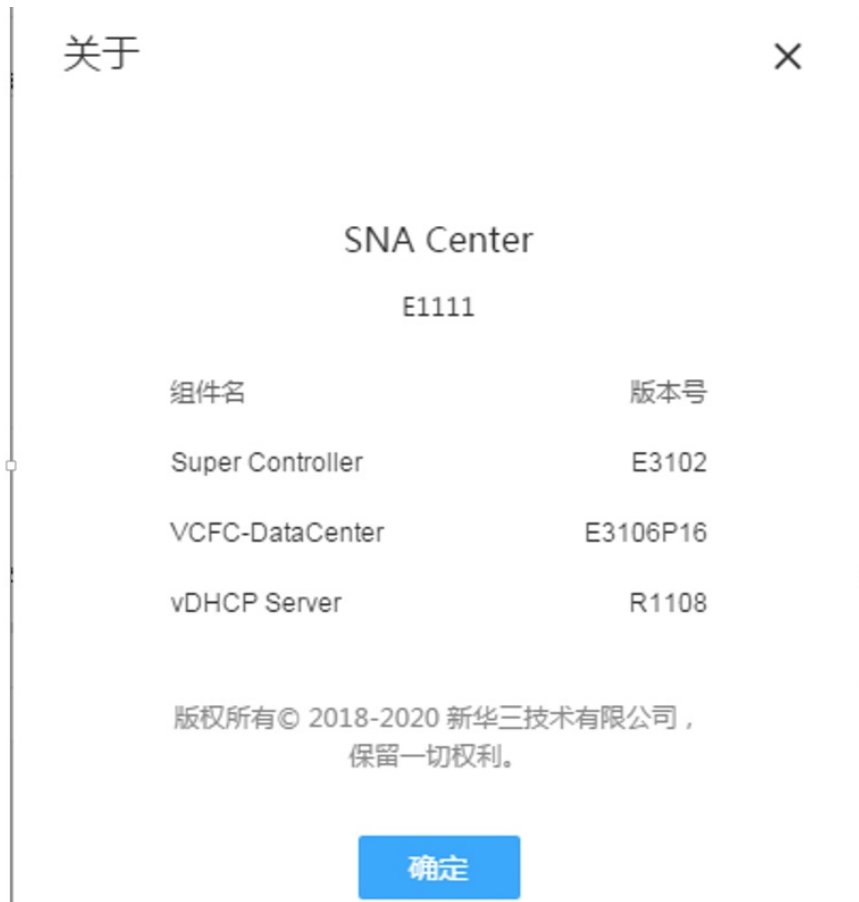 关于
SNA Center
E1111
组件名 版本号
Super Controller E3102
VCFC-DataCenter E3106P16
vDHCP Server R1108
版权所有© 2018-2020 新华三技术有限公司，
保留一切权利。
确定